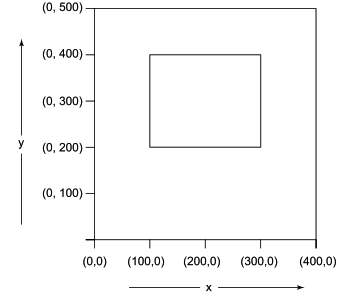 (0, 500)
(0, 400)
(0, 300)
y
(0, 200)
(0, 100)
(0,0) (100,0) (200,0) (300,0) (400,0)
x